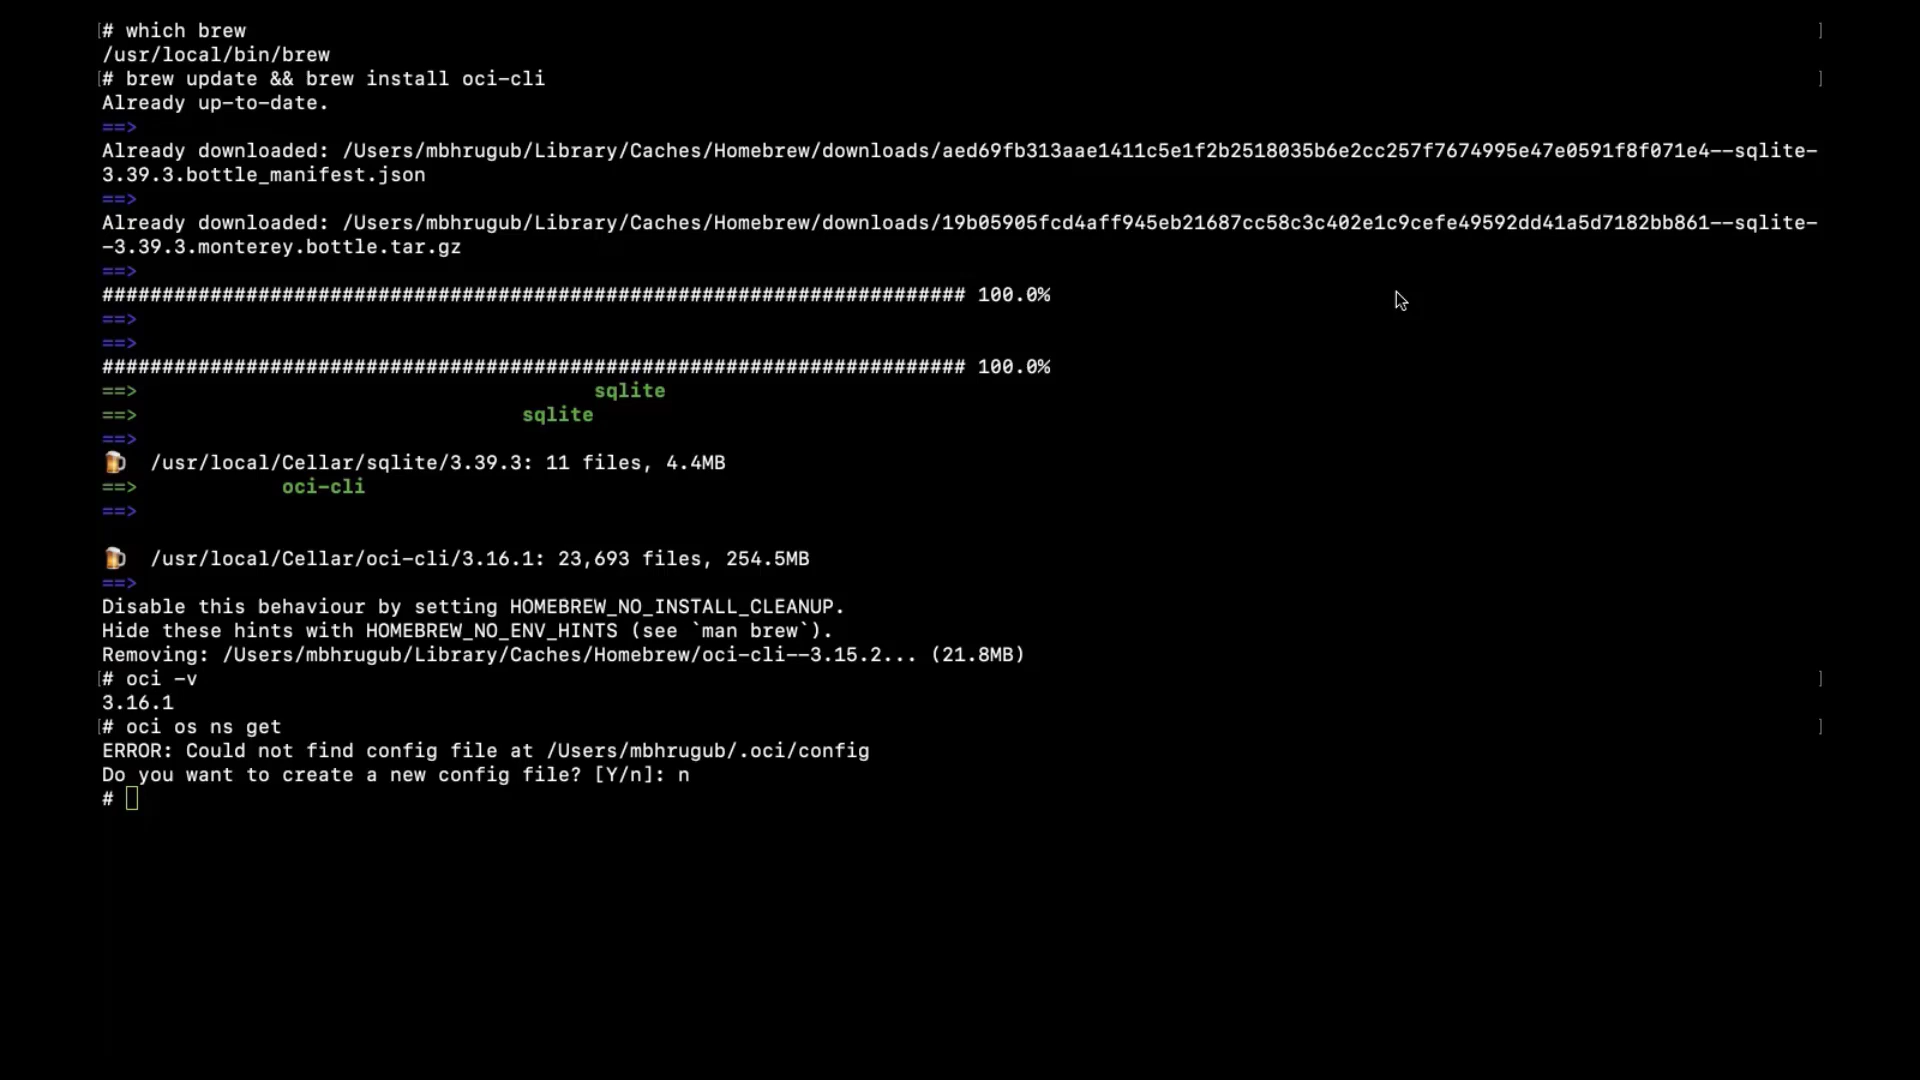 # which brew
/usr/local/bin/brew
# brew update && brew install oci-cli
Already up-to-date.
==>
Already downloaded: /Users/mbhrugub/Library/Caches/Homebrew/downloads/aed69fb313aae1411c5e1f2b2518035b6e2cc257f7674995e47e0591f8f071e4--sqlite-
3.39.3.bottle_manifest.json
==>
Already downloaded: /Users/mbhrugub/Library/Caches/Homebrew/downloads/19b05905fcd4aff945eb21687cc58c3c402e1c9cefe49592dd41a5d7182bb861--sqlite-
-3.39.3.monterey.bottle.tar.gz
==>
######################################################################## 100.0%
==>
==>
######################################################################## 100.0%
==> sqlite
==> sqlite
==>
/usr/local/Cellar/sqlite/3.39.3: 11 files, 4.4MB
==> oci-cli
==>
/usr/local/Cellar/oci-cli/3.16.1: 23,693 files, 254.5MB
==>
Disable this behaviour by setting HOMEBREW_NO_INSTALL_CLEANUP.
Hide these hints with HOMEBREW_NO_ENV_HINTS (see `man brew`).
Removing: /Users/mbhrugub/Library/Caches/Homebrew/oci-cli--3.15.2... (21.8MB)
# oci -v
3.16.1
# oci os ns get
ERROR: Could not find config file at /Users/mbhrugub/.oci/config
Do you want to create a new config file? [Y/n]: n
#